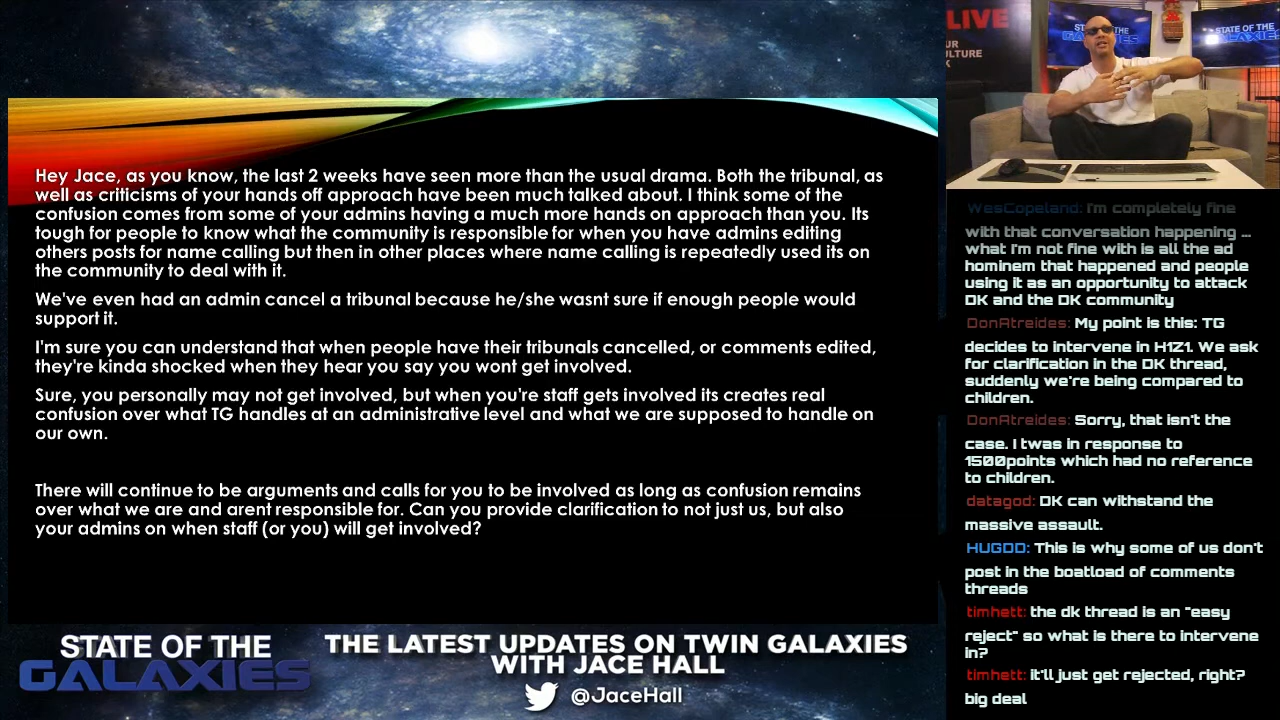 Hey Jace, as you know, the last 2 weeks have seen more than the usual drama. Both the tribunal, as
well as criticisms of your hands off approach have been much talked about. I think some of the
confusion comes from some of your admins having a much more hands on approach than you. Its
tough for people to know what the community is responsible for when you have admins editing
others posts for name calling but then in other places where name calling is repeatedly used its on
the community to deal with it.
We've even had an admin cancel a tribunal because he/she wasnt sure if enough people would
support it.
I'm sure you can understand that when people have their tribunals cancelled, or comments edited,
they're kinda shocked when they hear you say you wont get involved.
Sure, you personally may not get involved, but when you're staff gets involved its creates real
confusion over what TG handles at an administrative level and what we are supposed to handle on
our own.
There will continue to be arguments and calls for you to be involved as long as confusion remains
over what we are and arent responsible for. Can you provide clarification to not just us, but also
your admins on when staff (or you) will get involved?
STATE OF THE
GALAXIES
THE LATEST UPDATES ON TWIN GALAXIES
WITH JACE HALL
@JaceHall
LIVE
STATE OF THE
GALAXIES
WesCopeland: I'm completely fine
with that conversation happening ...
what I'm not fine with is all the ad
hominem that happened and people
using it as an opportunity to attack
DK and the DK community
DonAtreides: My point is this: TG
decides to intervene in H1Z1. We ask
for clarification in the DK thread,
suddenly we're being compared to
children.
DonAtreides: Sorry, that isn't the
case. I twas in response to
1500points which had no reference
to children.
datagod: DK can withstand the
massive assault.
HUGDD: This is why some of us don't
post in the boatload of comments
threads
timhett: the dk thread is an "easy
reject" so what is there to intervene
in?
timhett: it'll just get rejected, right?
big deal